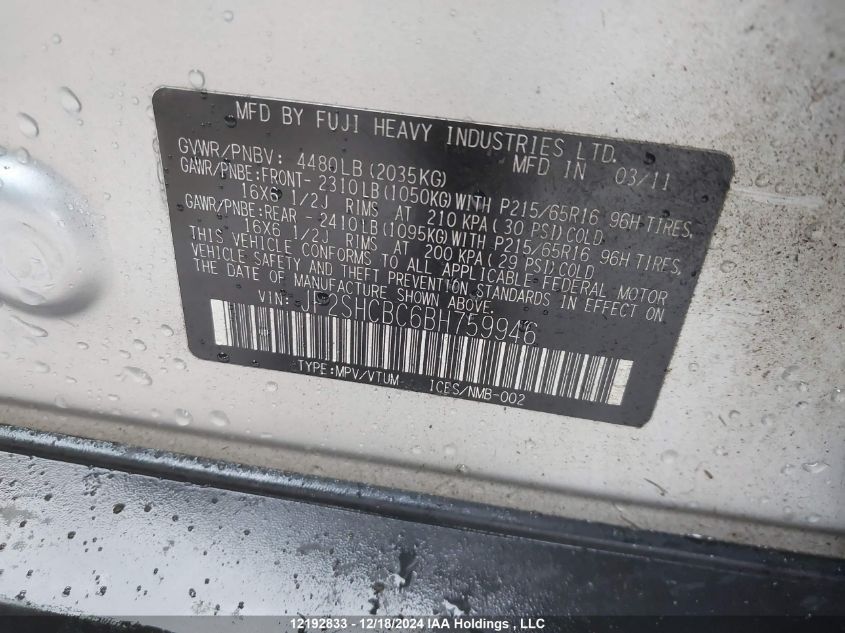 MFD BY FUJI HEAVY INDUSTRIES LTD.
GVWR/PNBV: 4480LB(2035KG) MFD IN 03/11
GAWR/PNBE:FRONT-2310LB(1050KG)WITH P215/65R16 96H TIRES,
16X6 1/2J RIMS AT 210 KPA(30 PSI)COLD
GAWR/PNBE:REAR -2410LB(1095KG)WITH P215/65R16 96H TIRES,
16X6 1/2J RIMS AT 200 KPA(29 PSI)COLD
THIS VEHICLE CONFORMS TO ALL APPLICABLE FEDERAL MOTOR
VEHICLE SAFETY AND THEFT PREVENTION STANDARDS IN EFFECT ON
THE DATE OF MANUFACTURE SHOWN ABOVE.
VIN: JF2SHCBC6BH759946
TYPE:MPV/VTUM ICES/NMB-002
12192833 - 12/18/2024 IAA Holdings , LLC